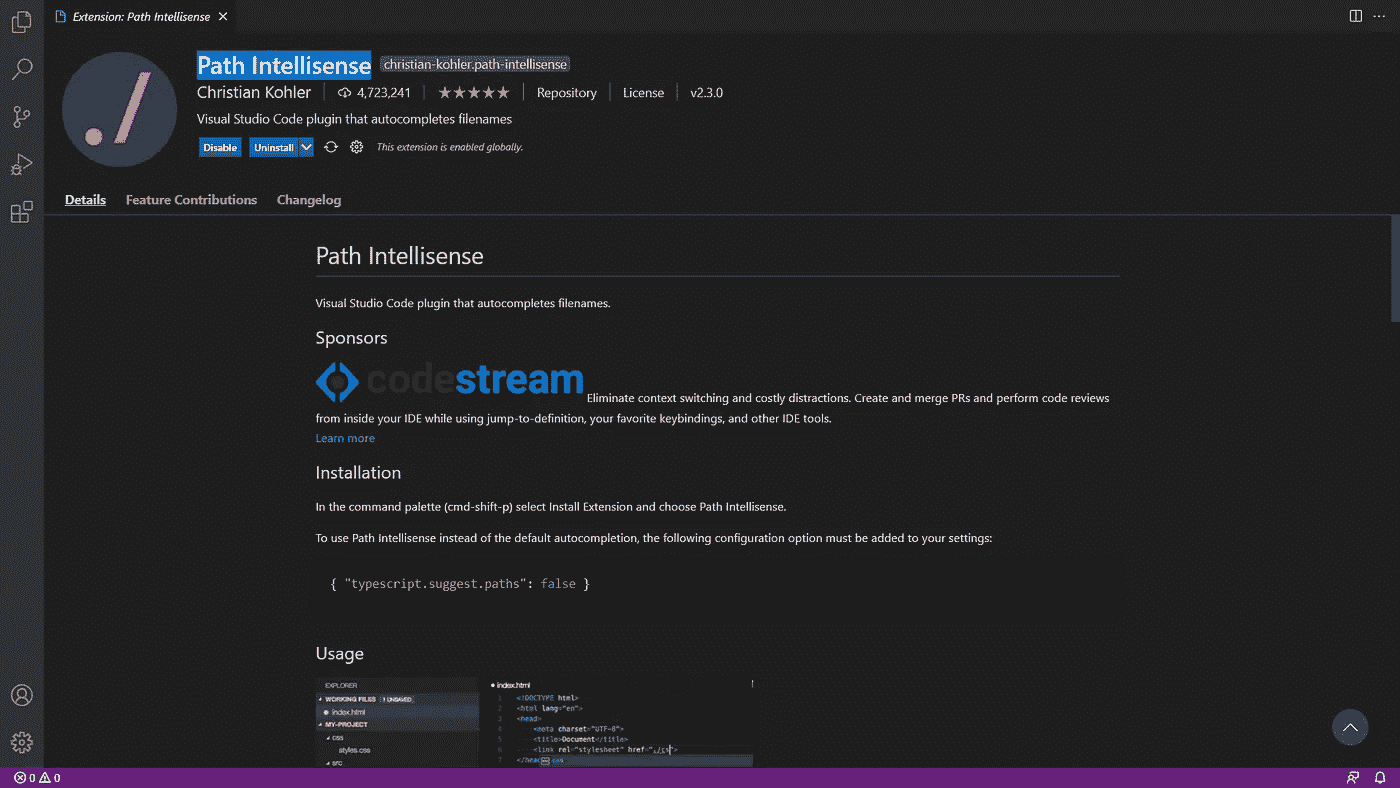 Extension: Path Intellisense
Path Intellisense christian-kohler.path-intellisense
Christian Kohler 4,723,241 Repository License v2.3.0
Visual Studio Code plugin that autocompletes filenames
Disable Uninstall This extension is enabled globally.
Details Feature Contributions Changelog
Path Intellisense
Visual Studio Code plugin that autocompletes filenames.
Sponsors
codestream Eliminate context switching and costly distractions. Create and merge PRs and perform code reviews
from inside your IDE while using jump-to-definition, your favorite keybindings, and other IDE tools.
Learn more
Installation
In the command palette (cmd-shift-p) select Install Extension and choose Path Intellisense.
To use Path Intellisense instead of the default autocompletion, the following configuration option must be added to your settings:
{ "typescript.suggest.paths": false }
Usage
EXPLORER
WORKING FILES 1 UNSAVED
index.html
MY-PROJECT
css
styles.css
src
index.html
1 <!DOCTYPE html>
2 <html lang="en">
3 <head>
4 <meta charset="UTF-8">
5 <title>Document</title>
6 <link rel="stylesheet" href="./cs">
7 </head css
0 0